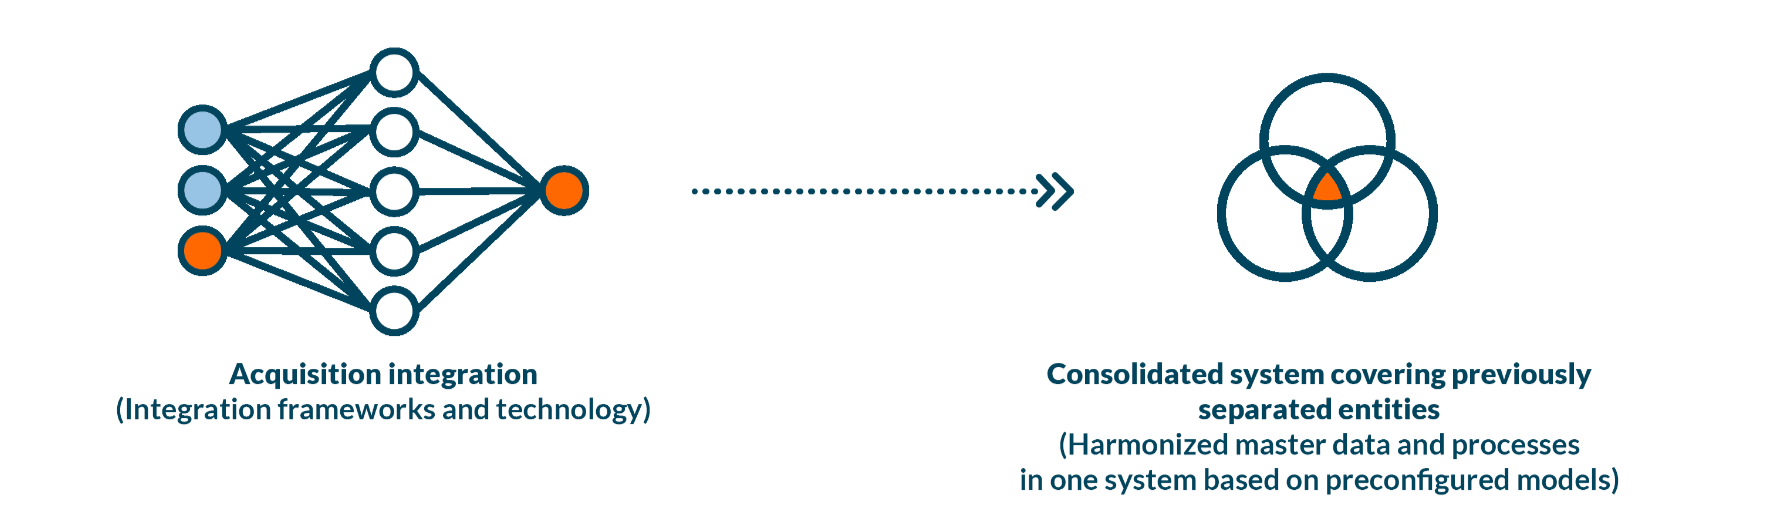 Acquisition integration
(Integration frameworks and technology)
Consolidated system covering previously
separated entities
(Harmonized master data and processes
in one system based on preconfigured models)